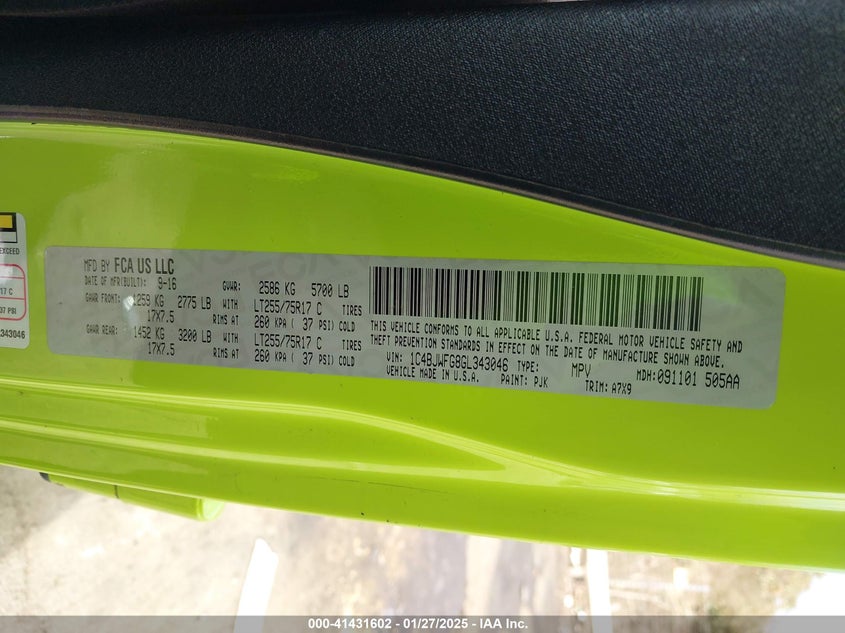 EXCEED
17 C
37 PSI
343046
MFD BY FCA US LLC
DATE OF MFR(BUILT): 9-16 GVWR: 2586 KG 5700 LB
GAWR FRONT: 1259 KG 2775 LB WITH LT255/75R17 C TIRES
17X7.5 RIMS AT 260 KPA ( 37 PSI) COLD
GAWR REAR: 1452 KG 3200 LB WITH LT255/75R17 C TIRES
17X7.5 RIMS AT 260 KPA ( 37 PSI) COLD
THIS VEHICLE CONFORMS TO ALL APPLICABLE U.S.A. FEDERAL MOTOR VEHICLE SAFETY AND
THEFT PREVENTION STANDARDS IN EFFECT ON THE DATE OF MANUFACTURE SHOWN ABOVE.
VIN: 1C4BJWFG8GL343046 TYPE: MPV MDH: 091101 505AA
VEHICLE MADE IN U.S.A. PAINT: PJK TRIM: A7X9
000-41431602 - 01/27/2025 - IAA Inc.